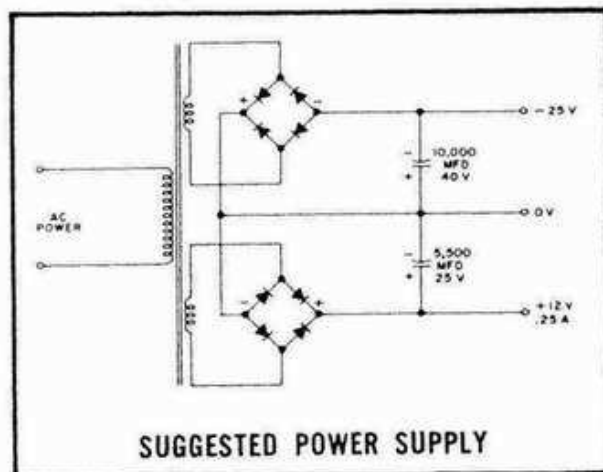 AC
POWER
+
-
- 25 V
-
10,000
MFD
+
40 V
0 V
-
5,500
MFD
+
25 V
-
+
+ 12 V
.25 A
SUGGESTED POWER SUPPLY